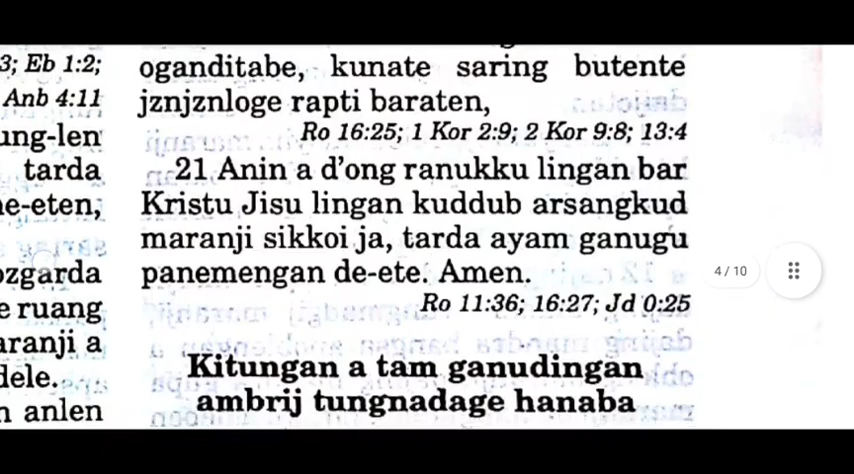 3; Eb 1:2;
Anb 4:11
ung-len
tarda
e-eten,
ozgarda
e ruang
aranji a
dele.
n anlen
oganditabe, kunate saring butente
jznjznloge rapti baraten,
Ro 16:25; 1 Kor 2:9; 2 Kor 9:8; 13:4
21 Anin a d'ong ranukku lingan bar
Kristu Jisu lingan kuddub arsangkud
maranji sikkoi ja, tarda ayam ganugu
panemengan de-ete. Amen.
Ro 11:36; 16:27; Jd 0:25
Kitungan a tam ganudingan
ambrij tungnadage hanaba
4 / 10